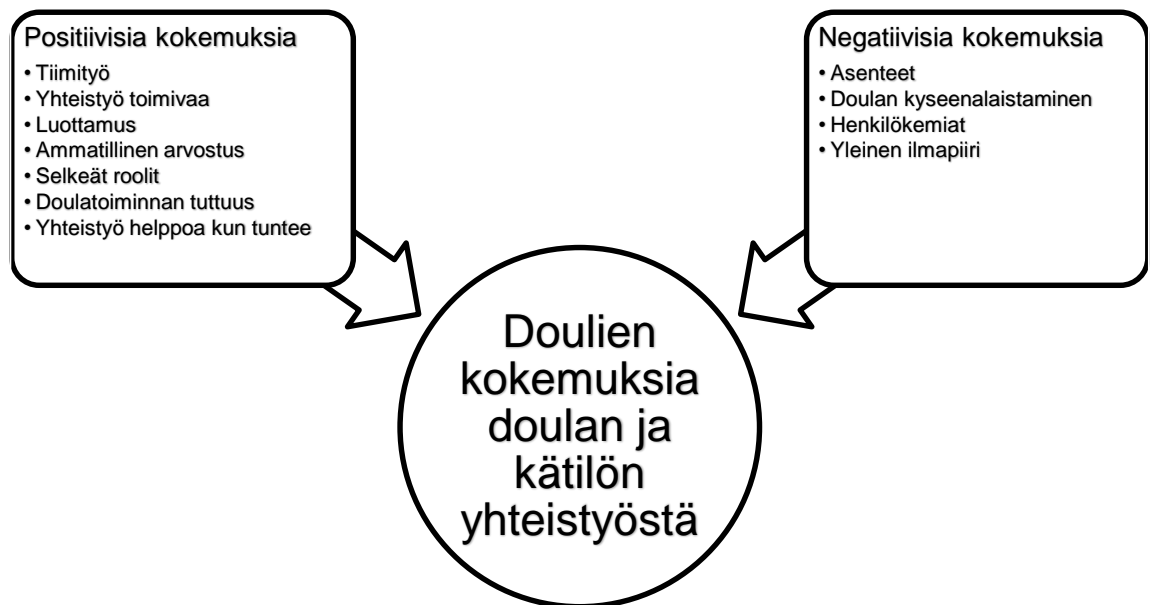 Positiivisia kokemuksia
• Tiimityö
• Yhteistyö toimivaa
• Luottamus
• Ammatillinen arvostus
• Selkeät roolit
• Doulatoiminnan tuttuus
• Yhteistyö helppoa kun tuntee
Negatiivisia kokemuksia
• Asenteet
• Doulan kyseenalaistaminen
• Henkilökemiat
• Yleinen ilmapiiri
Doulien
kokemuksia
doulan ja
kätilön
yhteistyöstä